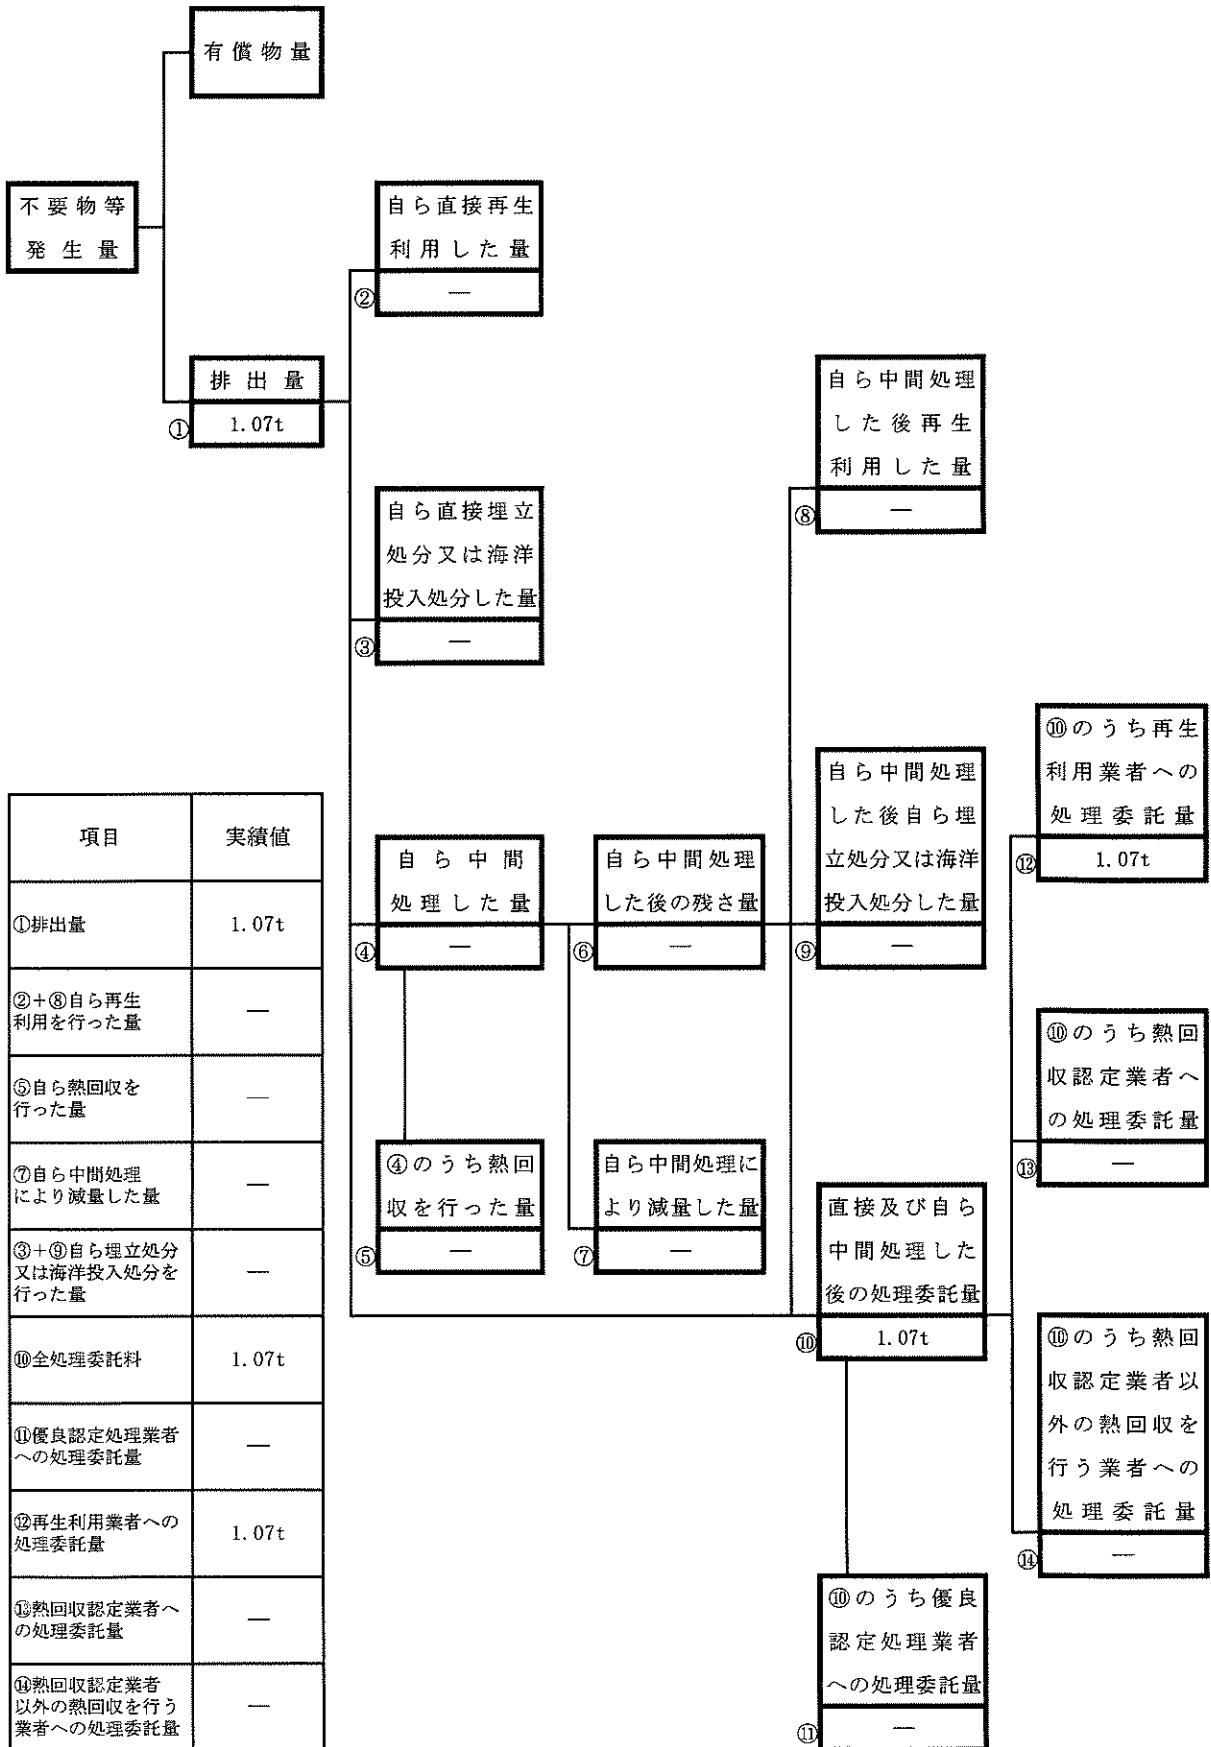 有償物量
不要物等
発生量
排出量
① 1.07t
自ら直接再生
利用した量
② ―
自ら直接埋立
処分又は海洋
投入処分した量
③ ―
自ら中間
処理した量
④ ―
④のうち熱回
収を行った量
⑤ ―
自ら中間処理
した後の残さ量
⑥ ―
自ら中間処理に
より減量した量
⑦ ―
自ら中間処理
した後再生
利用した量
⑧ ―
自ら中間処理
した後自ら埋
立処分又は海洋
投入処分した量
⑨ ―
直接及び自ら
中間処理した
後の処理委託量
⑩ 1.07t
⑩のうち優良
認定処理業者
への処理委託量
⑪ ―
⑩のうち再生
利用業者への
処理委託量
⑫ 1.07t
⑩のうち熱回
収認定業者へ
の処理委託量
⑬ ―
⑩のうち熱回
収認定業者以
外の熱回収を
行う業者への
処理委託量
⑭ ―
項目 実績値
①排出量 1.07t
②+⑧自ら再生
利用を行った量 ―
⑤自ら熱回収を
行った量 ―
⑦自ら中間処理
により減量した量 ―
③+⑨自ら埋立処分
又は海洋投入処分を
行った量 ―
⑩全処理委託料 1.07t
⑪優良認定処理業者
への処理委託量 ―
⑫再生利用業者への
処理委託量 1.07t
⑬熱回収認定業者へ
の処理委託量 ―
⑭熱回収認定業者
以外の熱回収を行う
業者への処理委託量 ―